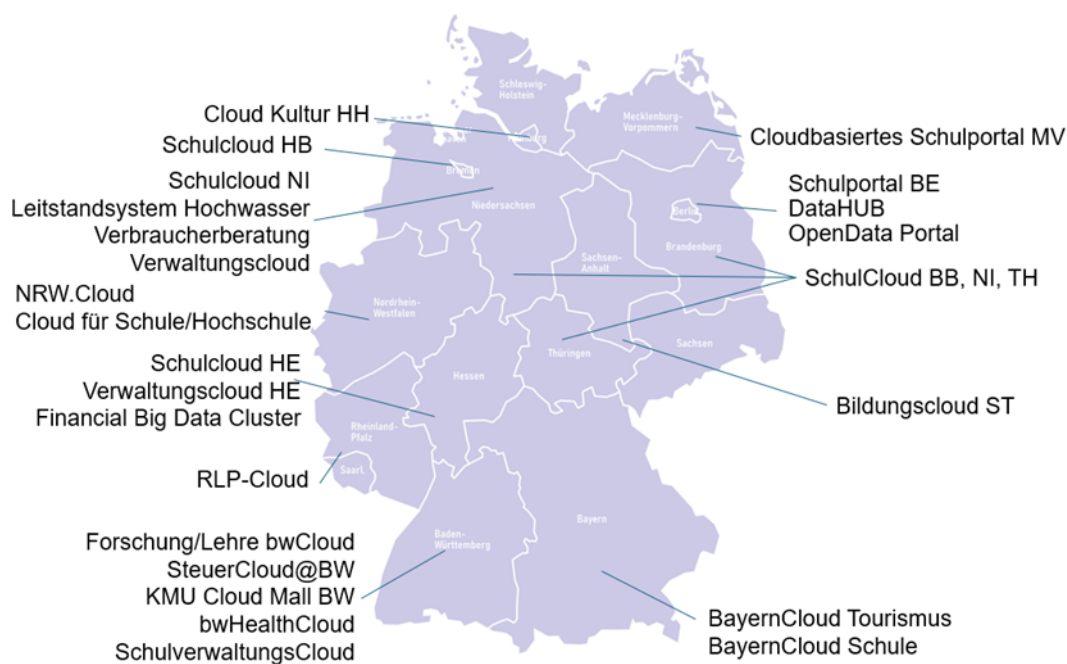 Schleswig-
Holstein
Mecklenburg-
Vorpommern
Cloud Kultur HH
Hamburg
Cloudbasiertes Schulportal MV
Schulcloud HB
Bremen
Schulcloud NI
Leitstandsystem Hochwasser
Verbraucherberatung
Verwaltungscloud
Niedersachsen
Schulportal BE
DataHUB
OpenData Portal
Berlin
Brandenburg
Sachsen-
Anhalt
SchulCloud BB, NI, TH
NRW.Cloud
Cloud für Schule/Hochschule
Nordrhein-
Westfalen
Thüringen
Sachsen
Schulcloud HE
Verwaltungscloud HE
Financial Big Data Cluster
Hessen
Bildungscloud ST
Rheinland-
Pfalz
Saarl.
RLP-Cloud
Bayern
Baden-
Württemberg
Forschung/Lehre bwCloud
SteuerCloud@BW
KMU Cloud Mall BW
bwHealthCloud
SchulverwaltungsCloud
BayernCloud Tourismus
BayernCloud Schule